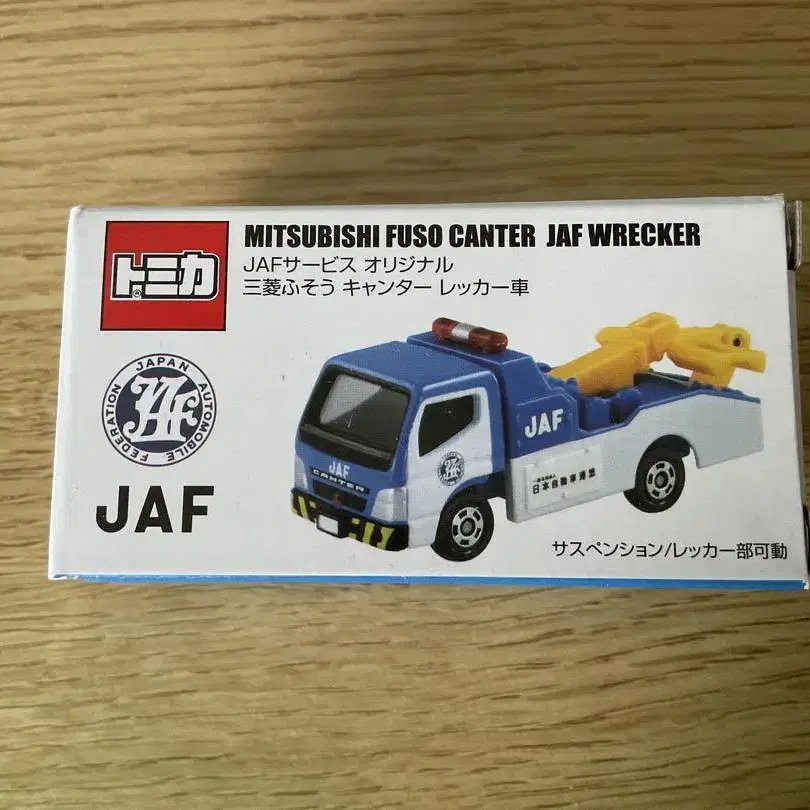 トミカ®
MITSUBISHI FUSO CANTER JAF WRECKER
JAFサービス オリジナル
三菱ふそう キャンター レッカー車
JAPAN AUTOMOBILE FEDERATION
JAF
JAF
JAF
JAF
CANTER
日本自動車連盟
サスペンション/レッカー部可動